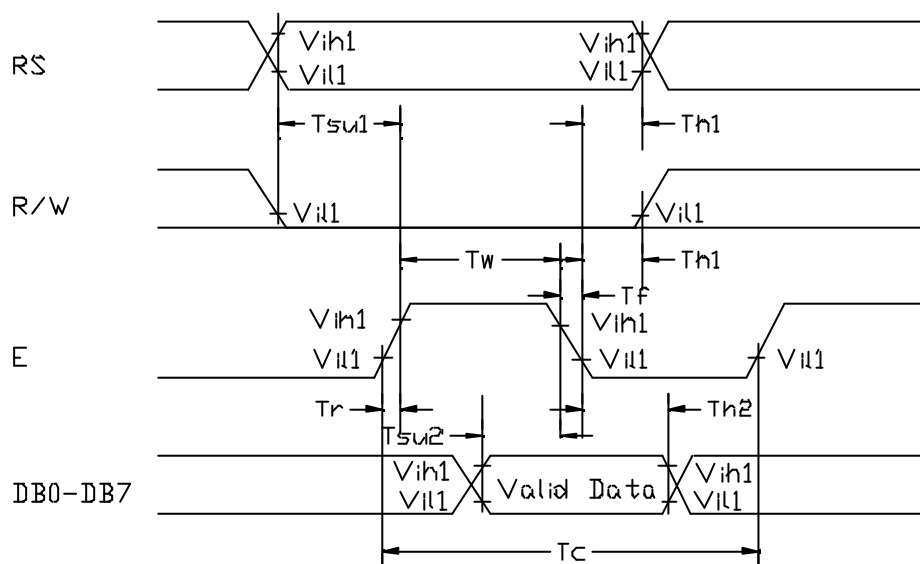 Vih1 Vih1
RS Vil1 Vil1
Tsu1 Th1
R/W Vil1 Vil1
Tw Th1
Tf
Vih1 Vih1
E Vil1 Vil1 Vil1
Tr Th2
Tsu2
Vih1 Vih1
DB0-DB7 Vil1 Valid Data Vil1
Tc